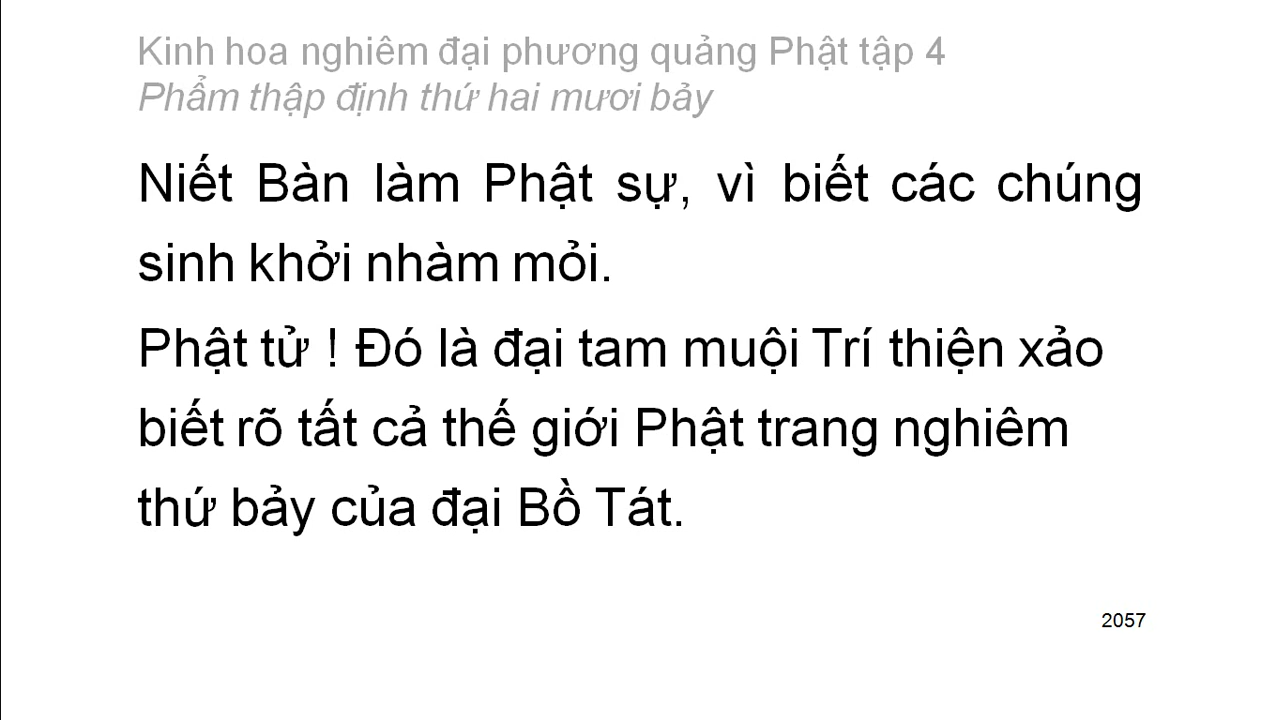 Kinh hoa nghiêm đại phương quảng Phật tập 4
Phẩm thập định thứ hai mươi bảy
Niết Bàn làm Phật sự, vì biết các chúng
sinh khởi nhàm mỏi.
Phật tử ! Đó là đại tam muội Trí thiện xảo
biết rõ tất cả thế giới Phật trang nghiêm
thứ bảy của đại Bồ Tát.
2057